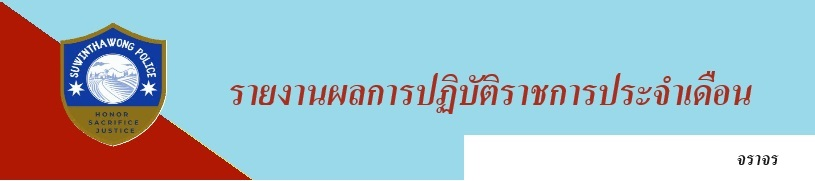 SUWINTHAWONG POLICE
HONOR
SACRIFICE
JUSTICE
รายงานผลการปฏิบัติราชการประจำเดือน
จราจร